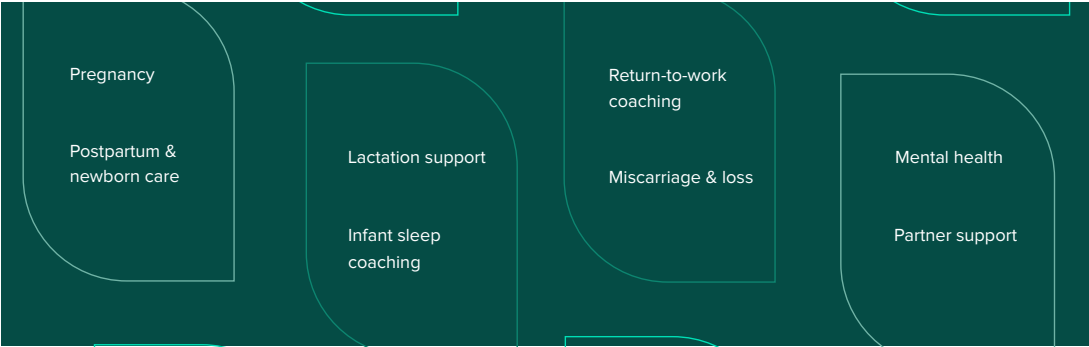 Pregnancy
Postpartum &
newborn care
Lactation support
Infant sleep
coaching
Return-to-work
coaching
Miscarriage & loss
Mental health
Partner support